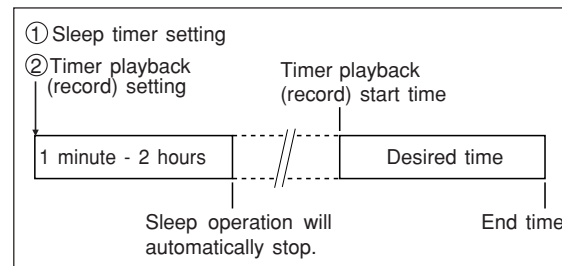 ① Sleep timer setting
② Timer playback
(record) setting
Timer playback
(record) start time
1 minute - 2 hours
Desired time
Sleep operation will
automatically stop.
End time